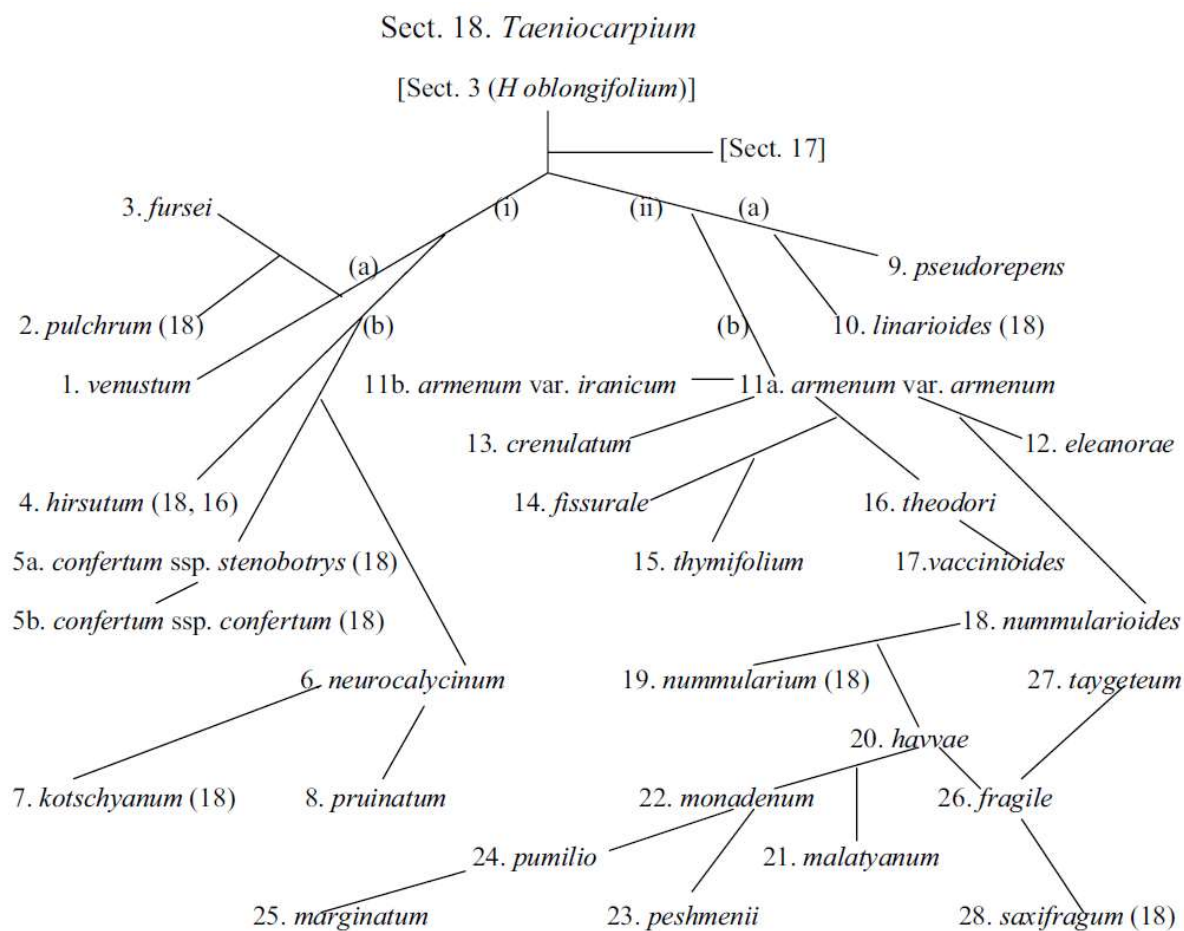 Sect. 18. Taeniocarpium
[Sect. 3 (H oblongifolium)]
[Sect. 17]
3. fursei
(i)
(ii)
(a)
(a)
9. pseudorepens
2. pulchrum (18)
(b)
(b)
10. linarioides (18)
1. venustum
11b. armenum var. iranicum
11a. armenum var. armenum
13. crenulatum
12. eleanorae
4. hirsutum (18, 16)
14. fissurale
16. theodori
5a. confertum ssp. stenobotrys (18)
15. thymifolium
17.vaccinioides
5b. confertum ssp. confertum (18)
18. nummularioides
6. neurocalycinum
19. nummularium (18)
27. taygeteum
20. havvae
7. kotschyanum (18)
8. pruinatum
22. monadenum
26. fragile
24. pumilio
21. malatyanum
25. marginatum
23. peshmenii
28. saxifragum (18)